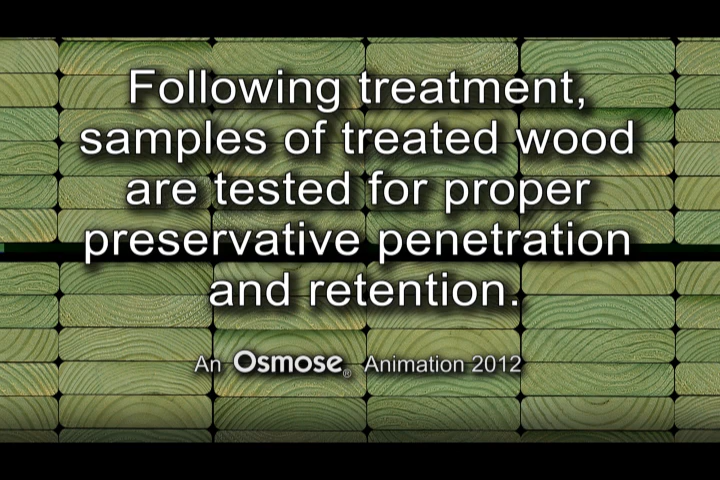 Following treatment,
samples of treated wood
are tested for proper
preservative penetration
and retention.
An Osmose® Animation 2012